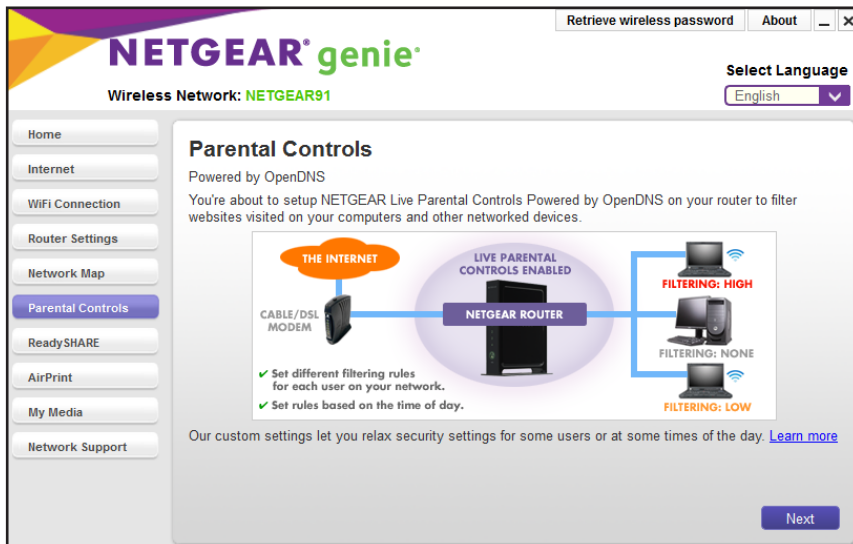 Retrieve wireless password
About
NETGEAR® genie®
Select Language
Wireless Network: NETGEAR91
English
Home
Internet
WiFi Connection
Router Settings
Network Map
Parental Controls
ReadySHARE
AirPrint
My Media
Network Support
Parental Controls
Powered by OpenDNS
You're about to setup NETGEAR Live Parental Controls Powered by OpenDNS on your router to filter
websites visited on your computers and other networked devices.
THE INTERNET
LIVE PARENTAL
CONTROLS ENABLED
FILTERING: HIGH
CABLE/DSL
MODEM
NETGEAR ROUTER
FILTERING: NONE
✓ Set different filtering rules
for each user on your network.
✓ Set rules based on the time of day.
FILTERING: LOW
Our custom settings let you relax security settings for some users or at some times of the day. Learn more
Next